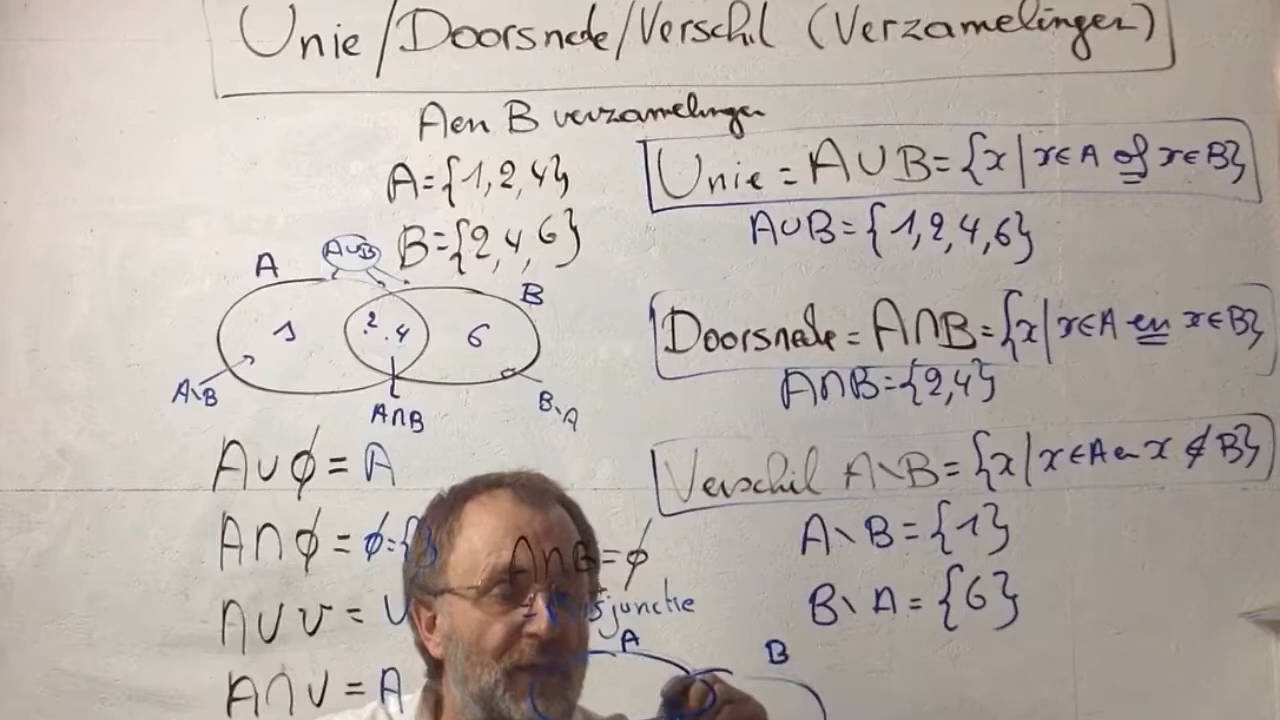 Unie/Doorsnede/Verschil (Verzamelingen)
A en B verzamelingen
A={1,2,4}
B={2,4,6}
Unie = A∪B={x|x∈A of x∈B}
A∪B={1,2,4,6}
A
A∪B
B
1
2
.4
6
A\B
A∩B
B\A
Doorsnede = A∩B={x|x∈A en x∈B}
A∩B={2,4}
Verschil A\B={x|x∈A en x∉B}
A\B={1}
B\A={6}
A∪ϕ=A
A∩ϕ=ϕ={}
A∪U=U
A∩U=A
A∩B=ϕ
A
B